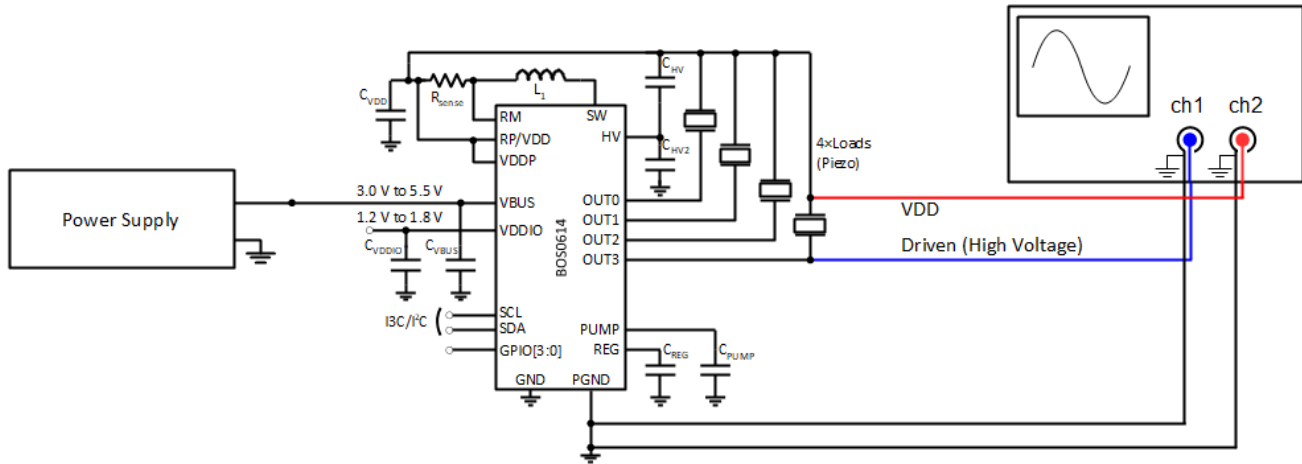 ch1
ch2
C_HV
C_VDD
R_sense
L_1
RM
SW
RP/VDD
HV
VDDP
C_HV2
4×Loads
(Piezo)
3.0 V to 5.5 V
Power Supply
VBUS
OUT0
VDD
1.2 V to 1.8 V
OUT1
VDDIO
OUT2
Driven (High Voltage)
C_VDDIO
C_VBUS
BOS0614
OUT3
I3C/I²C
SCL
SDA
PUMP
GPIO[3:0]
REG
C_REG
C_PUMP
GND
PGND